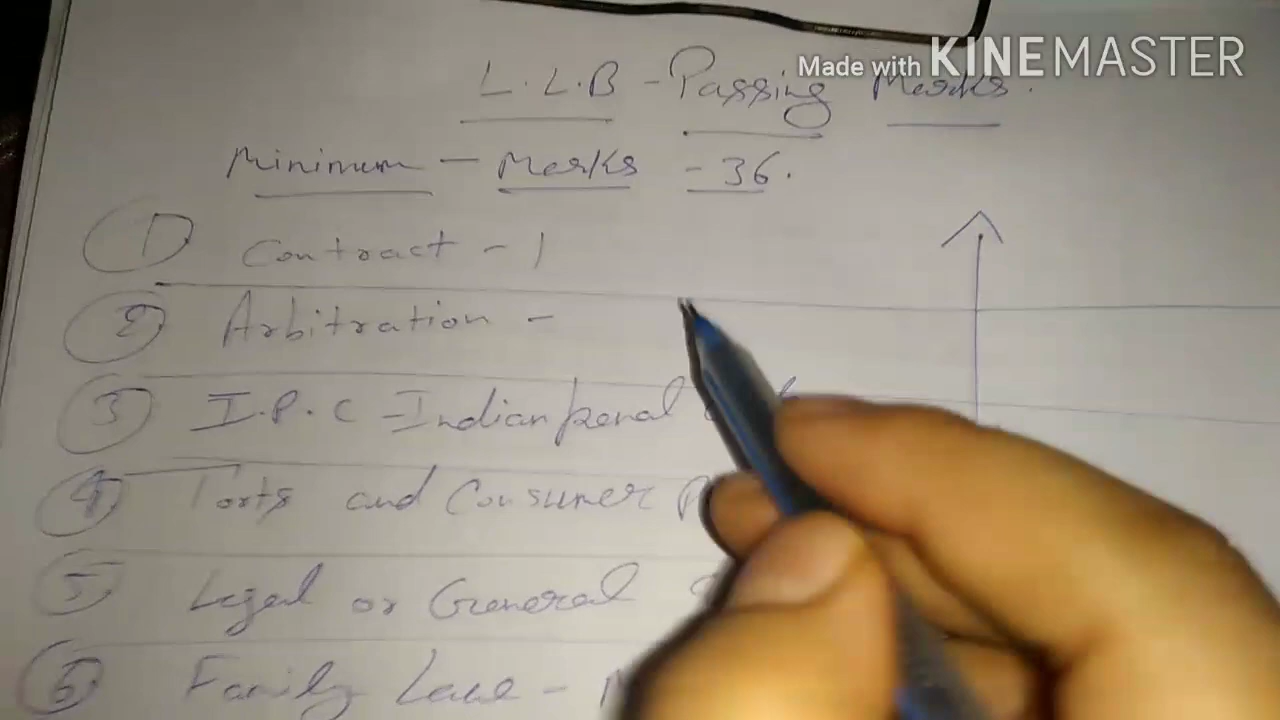 Made with KINEMASTER
L.L.B - Passing Marks.
Minimum - Marks - 36.
1 Contract - 1
2 Arbitration -
3 I.P.C - Indian Penal
4 Torts and Consumer P
5 Legal or General
6 Family Law -